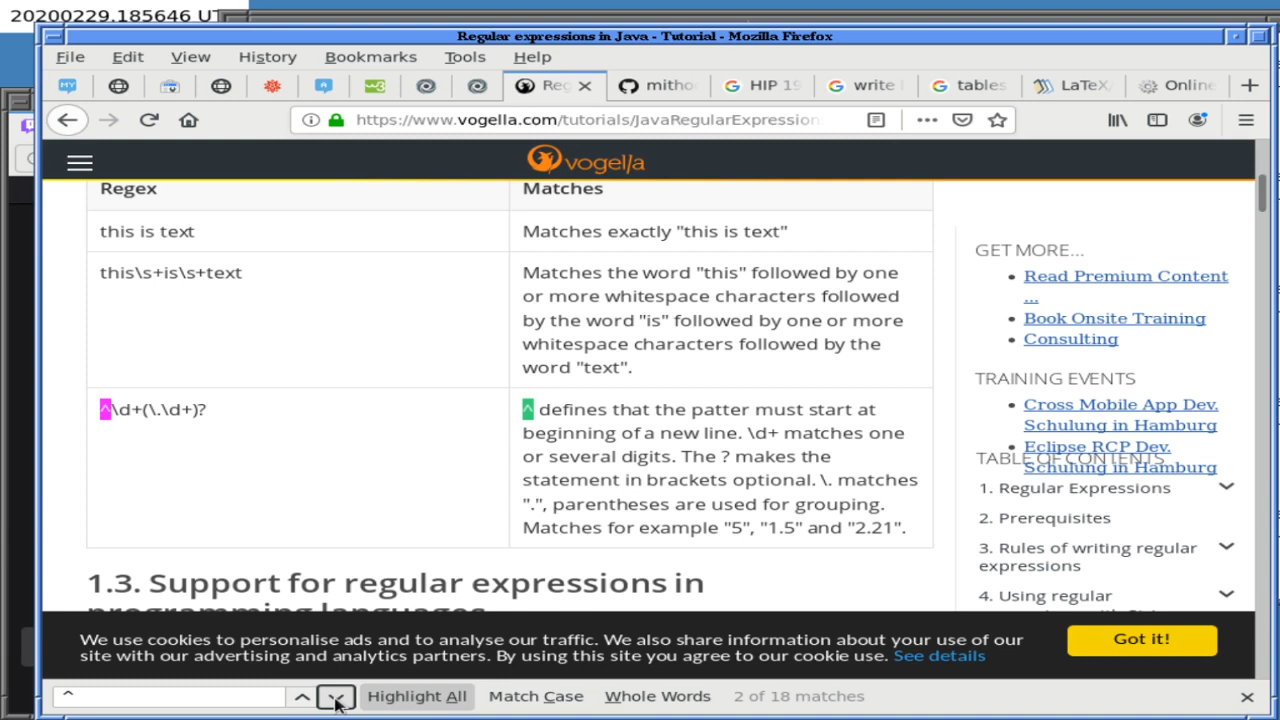 20200229.185646 UT
Regular expressions in Java - Tutorial - Mozilla Firefox
File Edit View History Bookmarks Tools Help
Reg mitho HIP 19 write tables LaTeX Online
https://www.vogella.com/tutorials/JavaRegularExpression
vogella
Regex Matches
this is text Matches exactly "this is text"
this\s+is\s+text Matches the word "this" followed by one
or more whitespace characters followed
by the word "is" followed by one or more
whitespace characters followed by the
word "text".
^\d+(\.\d+)? ^ defines that the patter must start at
beginning of a new line. \d+ matches one
or several digits. The ? makes the
statement in brackets optional. \. matches
".", parentheses are used for grouping.
Matches for example "5", "1.5" and "2.21".
1.3. Support for regular expressions in
programming languages
GET MORE...
Read Premium Content
...
Book Onsite Training
Consulting
TRAINING EVENTS
Cross Mobile App Dev.
Schulung in Hamburg
Eclipse RCP Dev.
Schulung in Hamburg
TABLE OF CONTENTS
1. Regular Expressions
2. Prerequisites
3. Rules of writing regular
expressions
4. Using regular
We use cookies to personalise ads and to analyse our traffic. We also share information about your use of our
site with our advertising and analytics partners. By using this site you agree to our cookie use. See details
Got it!
^ Highlight All Match Case Whole Words 2 of 18 matches